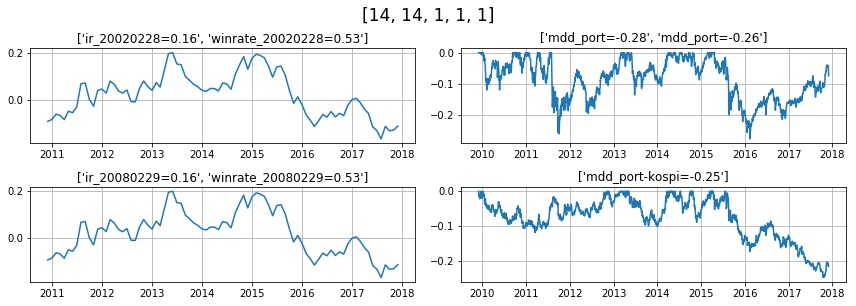 [14, 14, 1, 1, 1]
['ir_20020228=0.16', 'winrate_20020228=0.53']
0.2
0.0
2011 2012 2013 2014 2015 2016 2017 2018
['mdd_port=-0.28', 'mdd_port=-0.26']
0.0
−0.1
−0.2
2010 2011 2012 2013 2014 2015 2016 2017 2018
['ir_20080229=0.16', 'winrate_20080229=0.53']
0.2
0.0
2011 2012 2013 2014 2015 2016 2017 2018
['mdd_port-kospi=-0.25']
0.0
−0.1
−0.2
2010 2011 2012 2013 2014 2015 2016 2017 2018